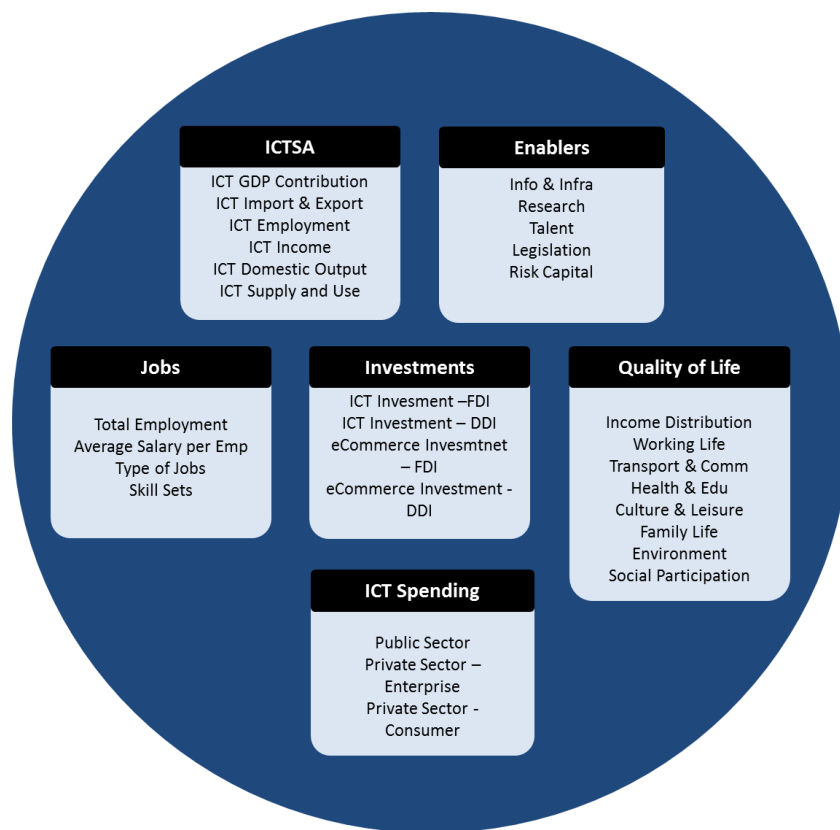 ICTSA
ICT GDP Contribution
ICT Import & Export
ICT Employment
ICT Income
ICT Domestic Output
ICT Supply and Use
Enablers
Info & Infra
Research
Talent
Legislation
Risk Capital
Jobs
Total Employment
Average Salary per Emp
Type of Jobs
Skill Sets
Investments
ICT Invesment –FDI
ICT Investment – DDI
eCommerce Invesmtnet
– FDI
eCommerce Investment -
DDI
Quality of Life
Income Distribution
Working Life
Transport & Comm
Health & Edu
Culture & Leisure
Family Life
Environment
Social Participation
ICT Spending
Public Sector
Private Sector –
Enterprise
Private Sector -
Consumer